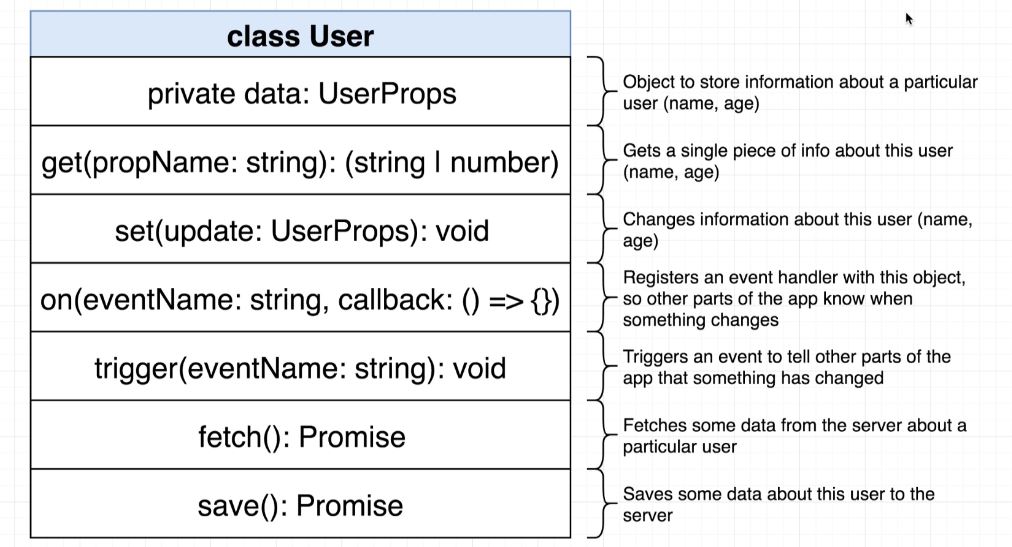 class User
private data: UserProps
Object to store information about a particular
user (name, age)
get(propName: string): (string | number)
Gets a single piece of info about this user
(name, age)
set(update: UserProps): void
Changes information about this user (name,
age)
on(eventName: string, callback: () => {})
Registers an event handler with this object,
so other parts of the app know when
something changes
trigger(eventName: string): void
Triggers an event to tell other parts of the
app that something has changed
fetch(): Promise
Fetches some data from the server about a
particular user
save(): Promise
Saves some data about this user to the
server